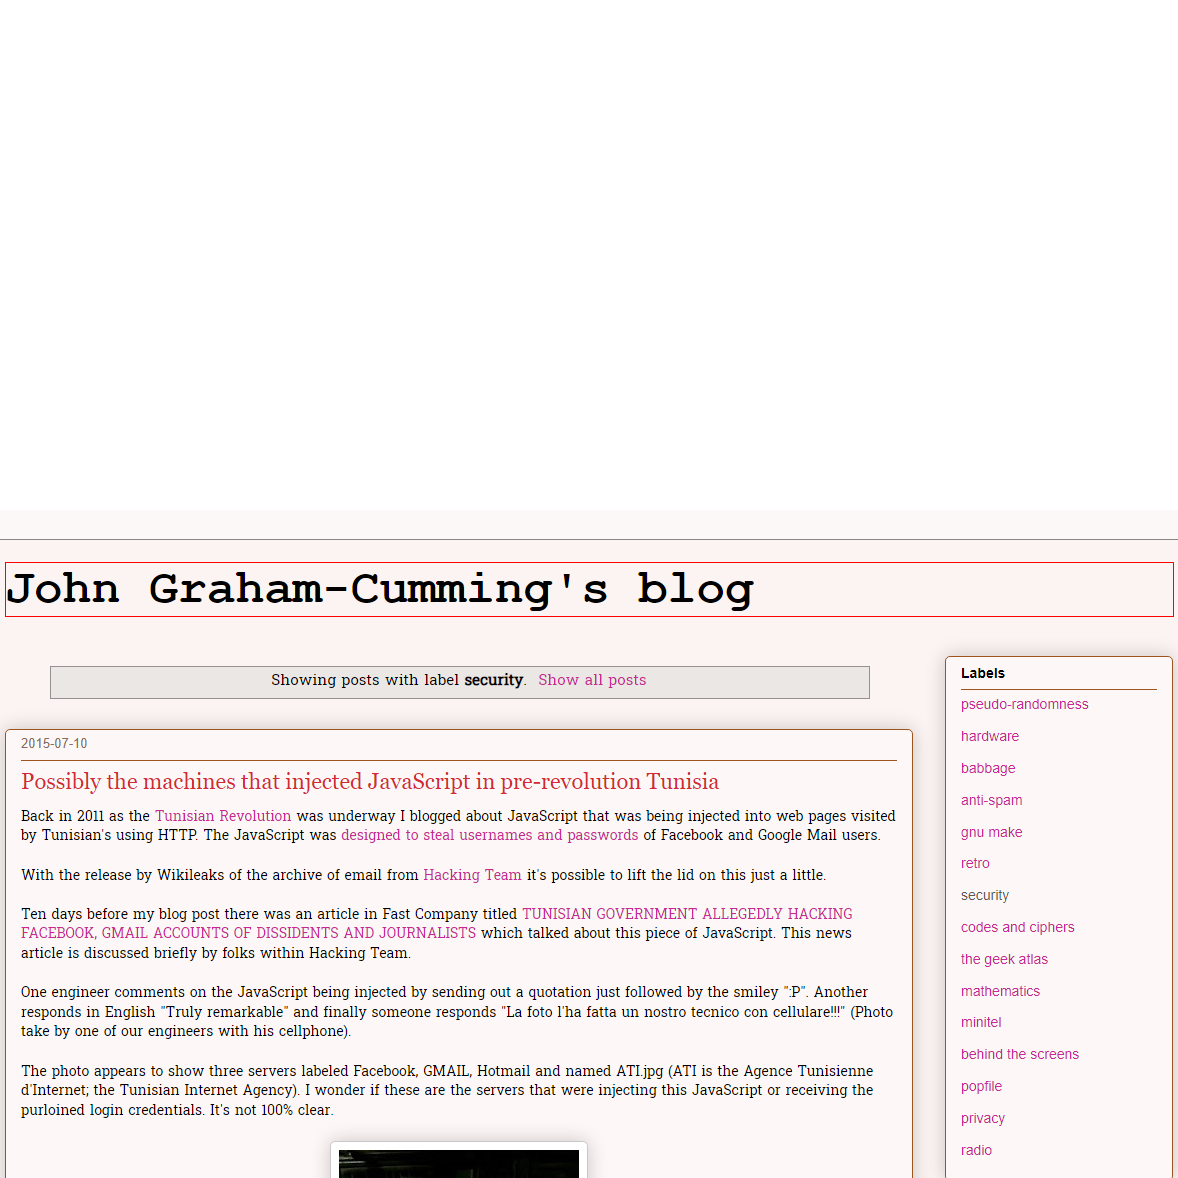 John Graham-Cumming's blog
Showing posts with label security. Show all posts
2015-07-10
Possibly the machines that injected JavaScript in pre-revolution Tunisia
Back in 2011 as the Tunisian Revolution was underway I blogged about JavaScript that was being injected into web pages visited
by Tunisian's using HTTP. The JavaScript was designed to steal usernames and passwords of Facebook and Google Mail users.
With the release by Wikileaks of the archive of email from Hacking Team it's possible to lift the lid on this just a little.
Ten days before my blog post there was an article in Fast Company titled TUNISIAN GOVERNMENT ALLEGEDLY HACKING
FACEBOOK, GMAIL ACCOUNTS OF DISSIDENTS AND JOURNALISTS which talked about this piece of JavaScript. This news
article is discussed briefly by folks within Hacking Team.
One engineer comments on the JavaScript being injected by sending out a quotation just followed by the smiley ":P". Another
responds in English "Truly remarkable" and finally someone responds "La foto l'ha fatta un nostro tecnico con cellulare!!!" (Photo
take by one of our engineers with his cellphone).
The photo appears to show three servers labeled Facebook, GMAIL, Hotmail and named ATI.jpg (ATI is the Agence Tunisienne
d'Internet; the Tunisian Internet Agency). I wonder if these are the servers that were injecting this JavaScript or receiving the
purloined login credentials. It's not 100% clear.
Labels
pseudo-randomness
hardware
babbage
anti-spam
gnu make
retro
security
codes and ciphers
the geek atlas
mathematics
minitel
behind the screens
popfile
privacy
radio